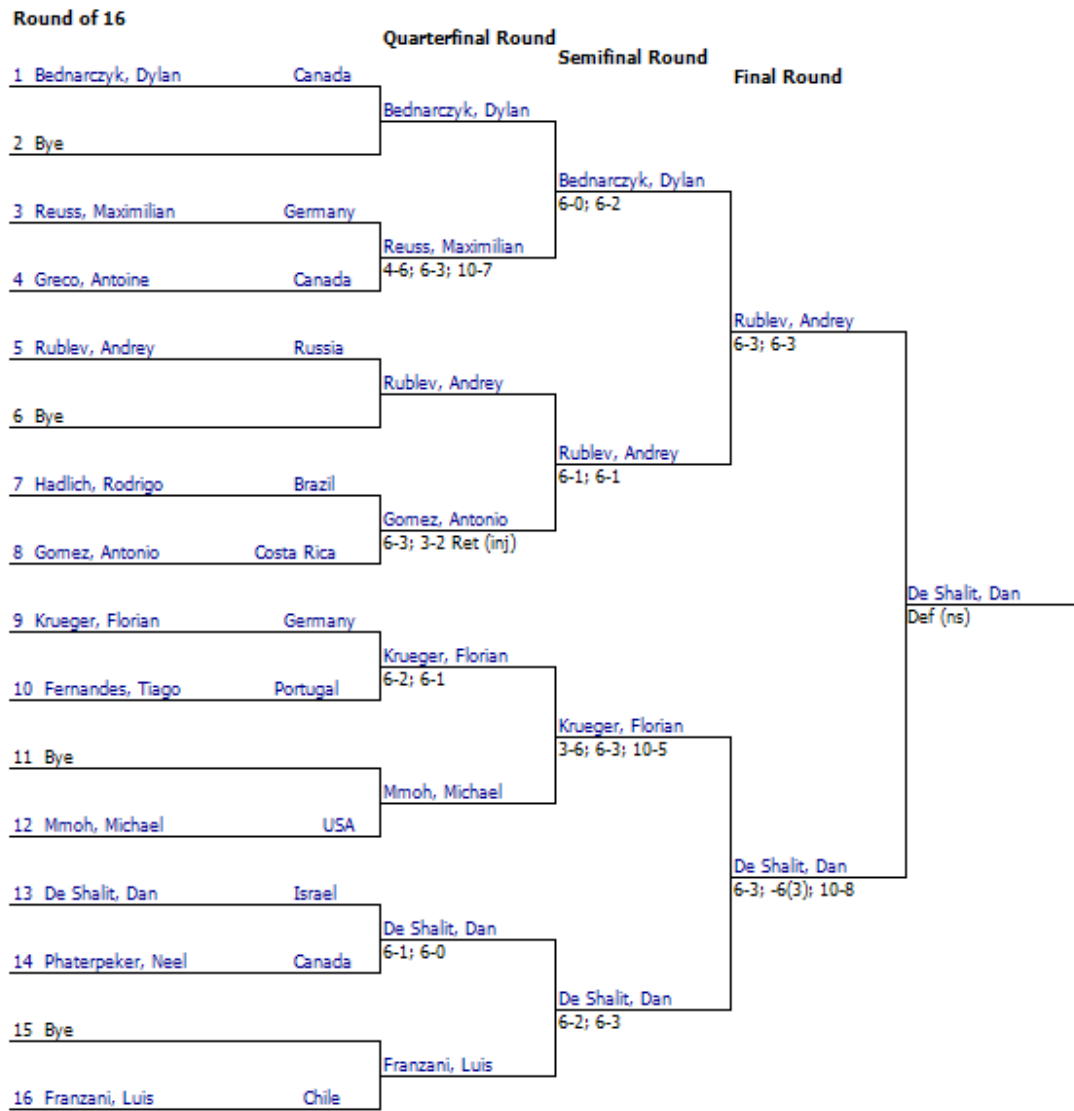 Round of 16
Quarterfinal Round
Semifinal Round
Final Round
1 Bednarczyk, Dylan Canada
Bednarczyk, Dylan
2 Bye
Bednarczyk, Dylan
6-0; 6-2
3 Reuss, Maximilian Germany
Reuss, Maximilian
4-6; 6-3; 10-7
4 Greco, Antoine Canada
Rublev, Andrey
6-3; 6-3
5 Rublev, Andrey Russia
Rublev, Andrey
6 Bye
Rublev, Andrey
6-1; 6-1
7 Hadlich, Rodrigo Brazil
Gomez, Antonio
6-3; 3-2 Ret (inj)
8 Gomez, Antonio Costa Rica
De Shalit, Dan
Def (ns)
9 Krueger, Florian Germany
Krueger, Florian
6-2; 6-1
10 Fernandes, Tiago Portugal
Krueger, Florian
3-6; 6-3; 10-5
11 Bye
Mmoh, Michael
12 Mmoh, Michael USA
De Shalit, Dan
6-3; -6(3); 10-8
13 De Shalit, Dan Israel
De Shalit, Dan
6-1; 6-0
14 Phaterpeker, Neel Canada
De Shalit, Dan
6-2; 6-3
15 Bye
Franzani, Luis
16 Franzani, Luis Chile